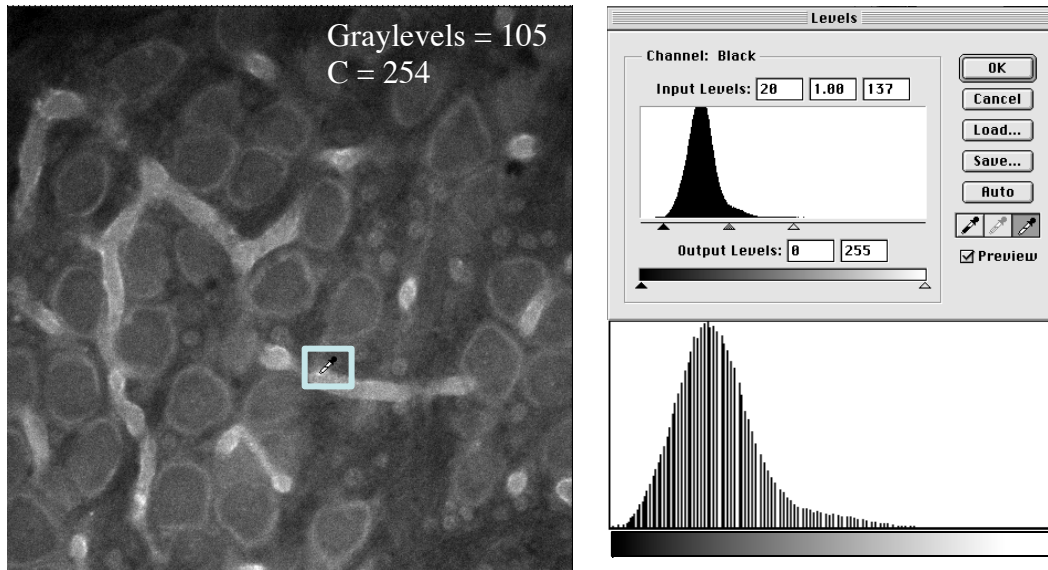 Graylevels = 105
C = 254
Levels
Channel: Black
Input Levels: 20 1.00 137
Output Levels: 0 255
OK
Cancel
Load...
Save...
Auto
Preview